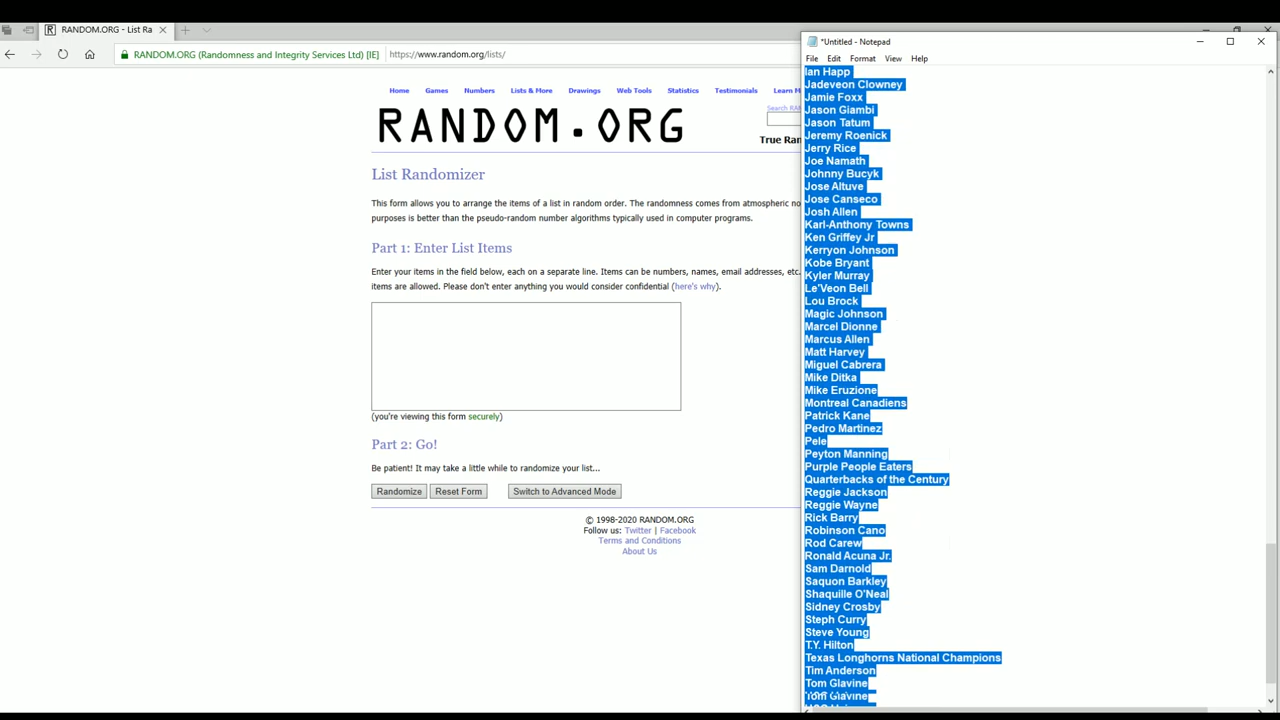 RANDOM.ORG - List Ra
*Untitled - Notepad
RANDOM.ORG (Randomness and Integrity Services Ltd) [IE]
https://www.random.org/lists/
File Edit Format View Help
Home Games Numbers Lists & More Drawings Web Tools Statistics Testimonials Learn M
Search RA
RANDOM.ORG
True Ran
List Randomizer
This form allows you to arrange the items of a list in random order. The randomness comes from atmospheric no
purposes is better than the pseudo-random number algorithms typically used in computer programs.
Part 1: Enter List Items
Enter your items in the field below, each on a separate line. Items can be numbers, names, email addresses, etc.
items are allowed. Please don't enter anything you would consider confidential (here's why).
(you're viewing this form securely)
Part 2: Go!
Be patient! It may take a little while to randomize your list...
Randomize Reset Form Switch to Advanced Mode
© 1998-2020 RANDOM.ORG
Follow us: Twitter | Facebook
Terms and Conditions
About Us
Ian Happ
Jadeveon Clowney
Jamie Foxx
Jason Giambi
Jason Tatum
Jeremy Roenick
Jerry Rice
Joe Namath
Johnny Bucyk
Jose Altuve
Jose Canseco
Josh Allen
Karl-Anthony Towns
Ken Griffey Jr
Kerryon Johnson
Kobe Bryant
Kyler Murray
Le'Veon Bell
Lou Brock
Magic Johnson
Marcel Dionne
Marcus Allen
Matt Harvey
Miguel Cabrera
Mike Ditka
Mike Eruzione
Montreal Canadiens
Patrick Kane
Pedro Martinez
Pele
Peyton Manning
Purple People Eaters
Quarterbacks of the Century
Reggie Jackson
Reggie Wayne
Rick Barry
Robinson Cano
Rod Carew
Ronald Acuna Jr.
Sam Darnold
Saquon Barkley
Shaquille O'Neal
Sidney Crosby
Steph Curry
Steve Young
T.Y. Hilton
Texas Longhorns National Champions
Tim Anderson
Tom Glavine
Tom Glavine